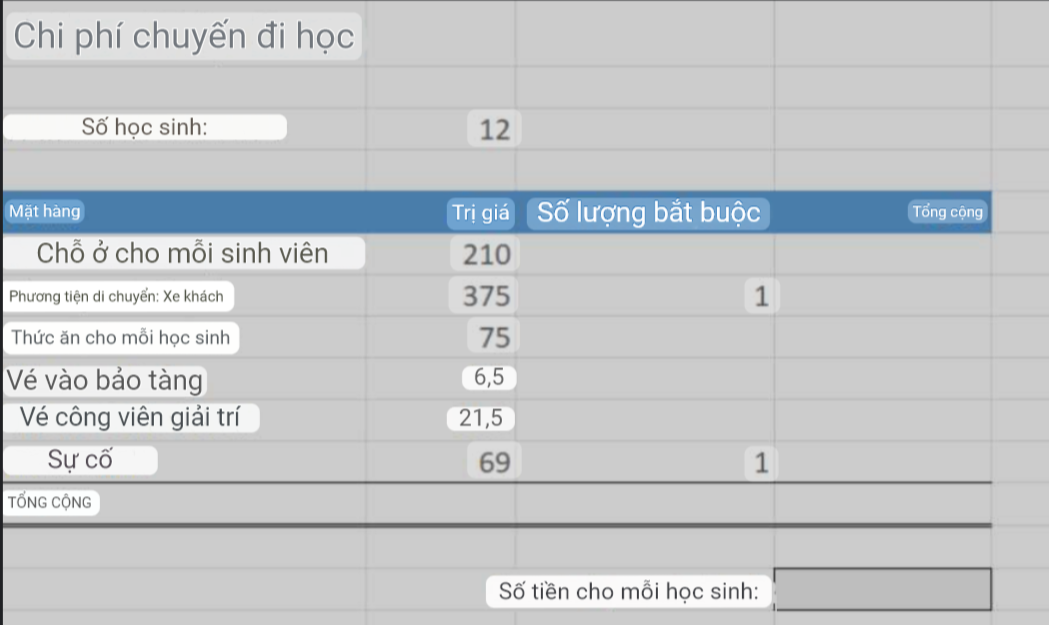 Chi phí chuyến đi học
Số học sinh: 12
Mặt hàng Trị giá Số lượng bắt buộc Tổng cộng
Chỗ ở cho mỗi sinh viên 210
Phương tiện di chuyển: Xe khách 375 1
Thức ăn cho mỗi học sinh 75
Vé vào bảo tàng 6,5
Vé công viên giải trí 21,5
Sự cố 69 1
TỔNG CỘNG
Số tiền cho mỗi học sinh: